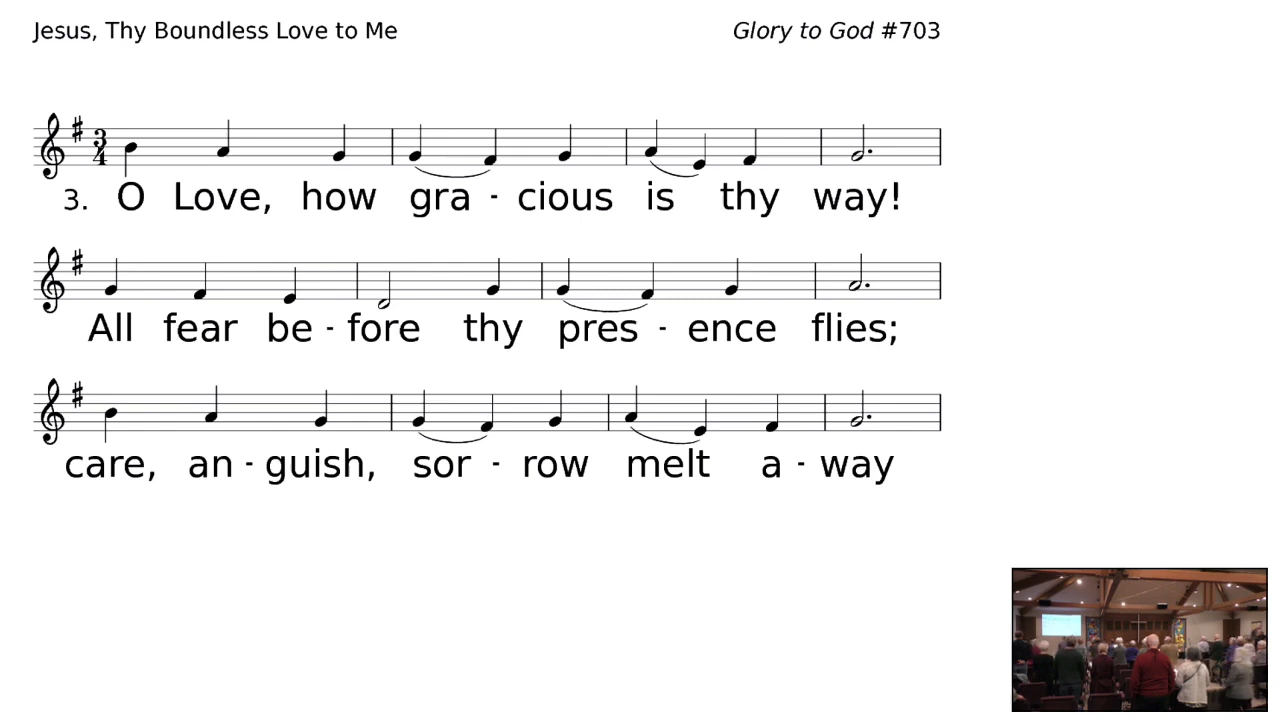 Jesus, Thy Boundless Love to Me
Glory to God #703
3. O Love, how gra - cious is thy way!
All fear be - fore thy pres - ence flies;
care, an - guish, sor - row melt a - way